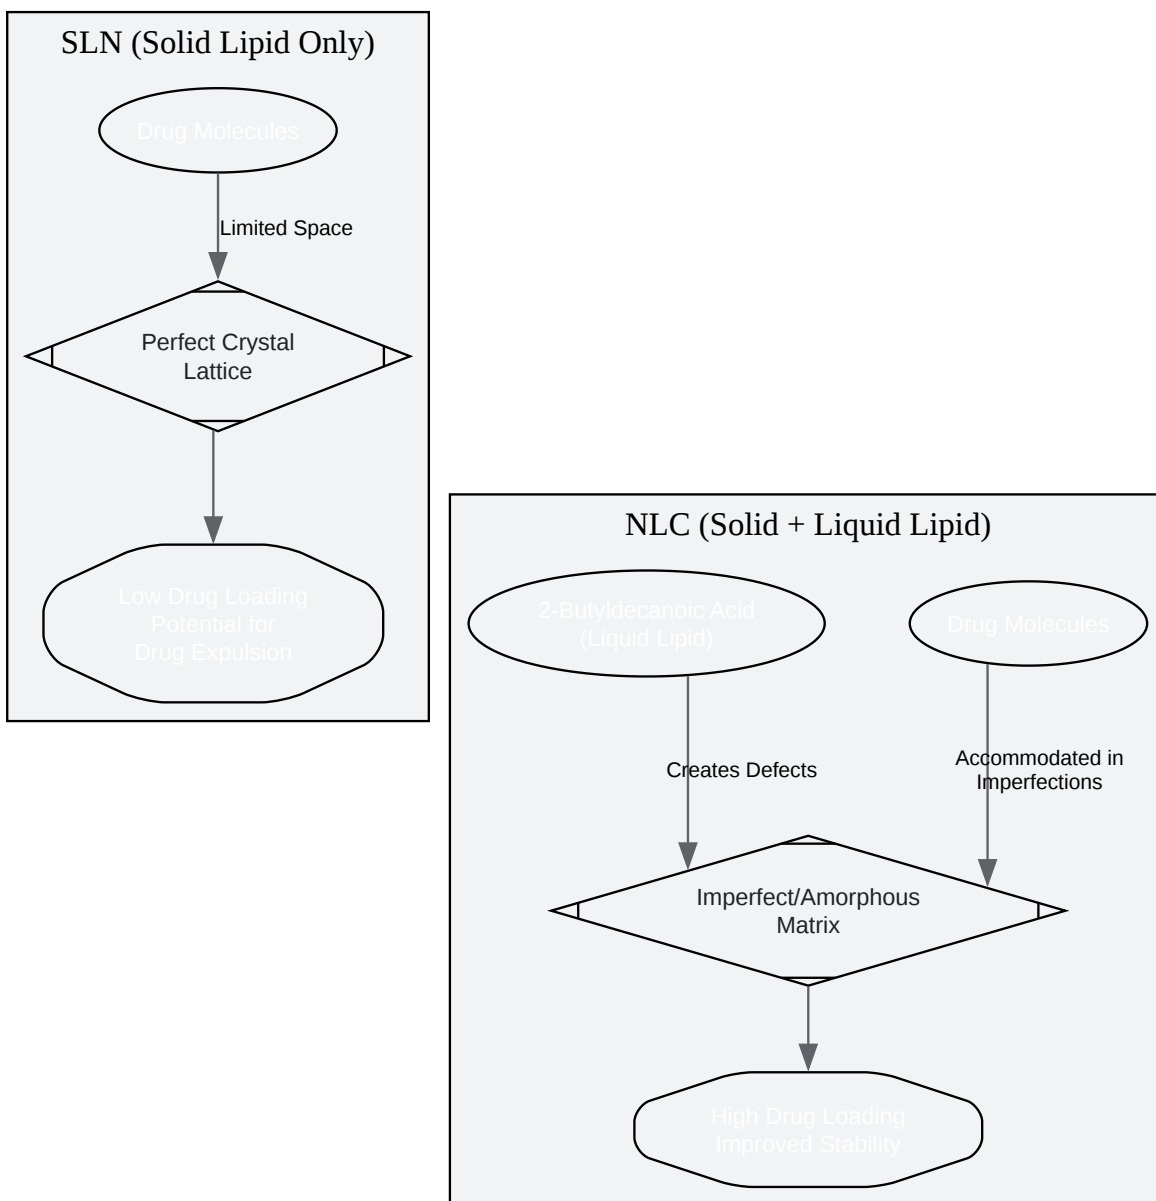 SLN (Solid Lipid Only)
Drug Molecules
Limited Space
Perfect Crystal
Lattice
Low Drug Loading
Potential for
Drug Expulsion
NLC (Solid + Liquid Lipid)
2-Butyldecanoic Acid
(Liquid Lipid)
Drug Molecules
Creates Defects
Accommodated in
Imperfections
Imperfect/Amorphous
Matrix
High Drug Loading
Improved Stability